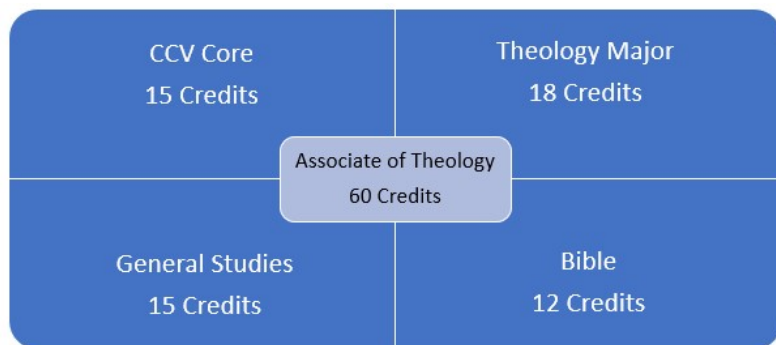 CCV Core
15 Credits
Theology Major
18 Credits
Associate of Theology
60 Credits
General Studies
15 Credits
Bible
12 Credits